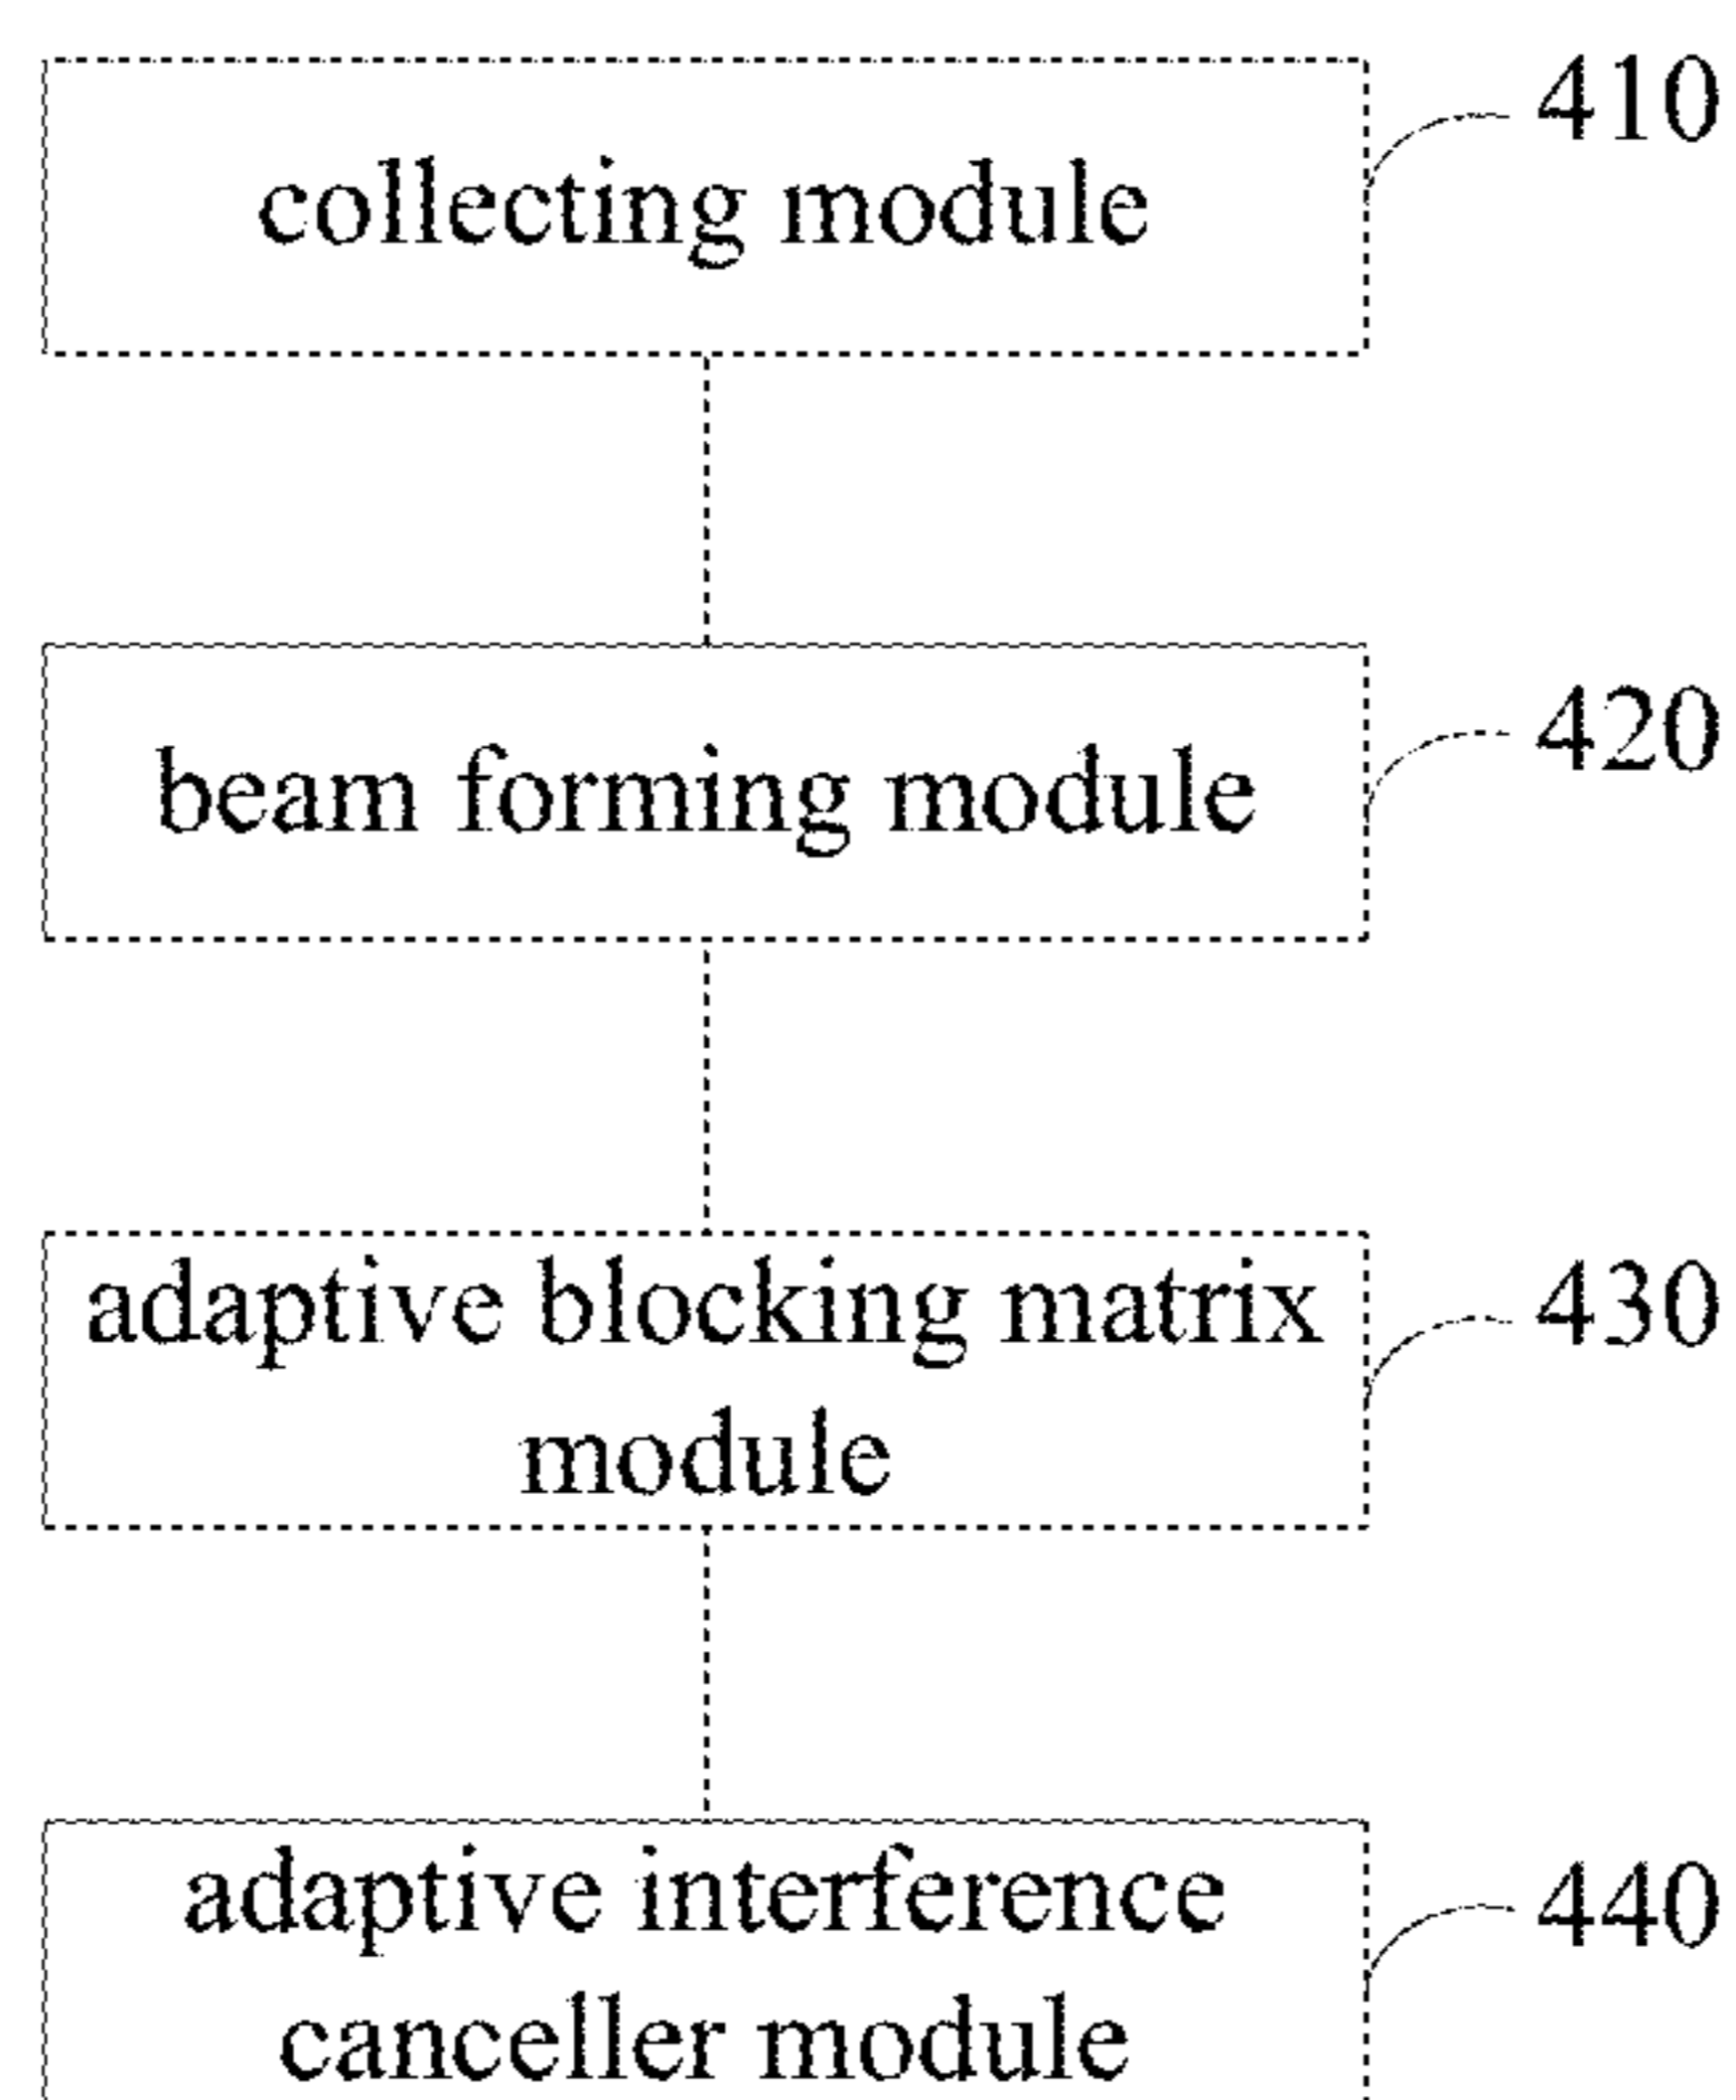 410
collecting module
420
beam forming module
430
adaptive blocking matrix
module
440
adaptive interference
canceller module